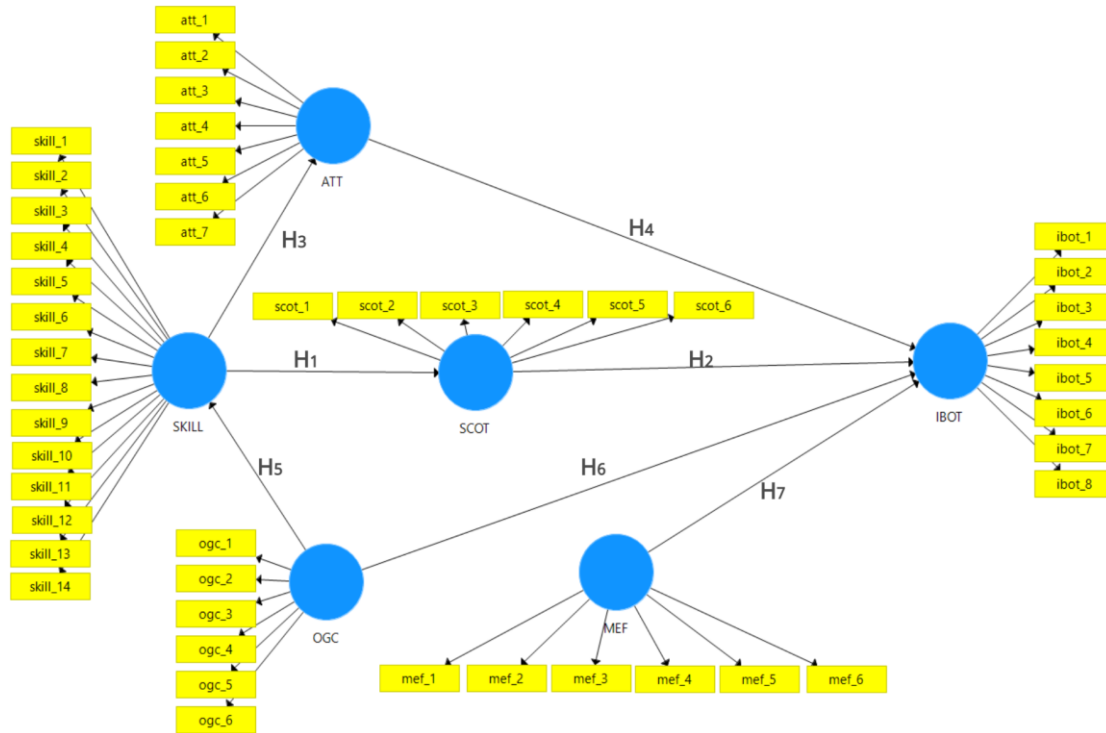 att_1
att_2
att_3
att_4
att_5
att_6
att_7
ATT
skill_1
skill_2
skill_3
skill_4
skill_5
skill_6
skill_7
skill_8
skill_9
skill_10
skill_11
skill_12
skill_13
skill_14
SKILL
H3
H4
scot_1 scot_2 scot_3 scot_4 scot_5 scot_6
H1
SCOT
H2
ibot_1
ibot_2
ibot_3
ibot_4
ibot_5
ibot_6
ibot_7
ibot_8
IBOT
H5
H6
H7
ogc_1
ogc_2
ogc_3
ogc_4
ogc_5
ogc_6
OGC
MEF
mef_1 mef_2 mef_3 mef_4 mef_5 mef_6